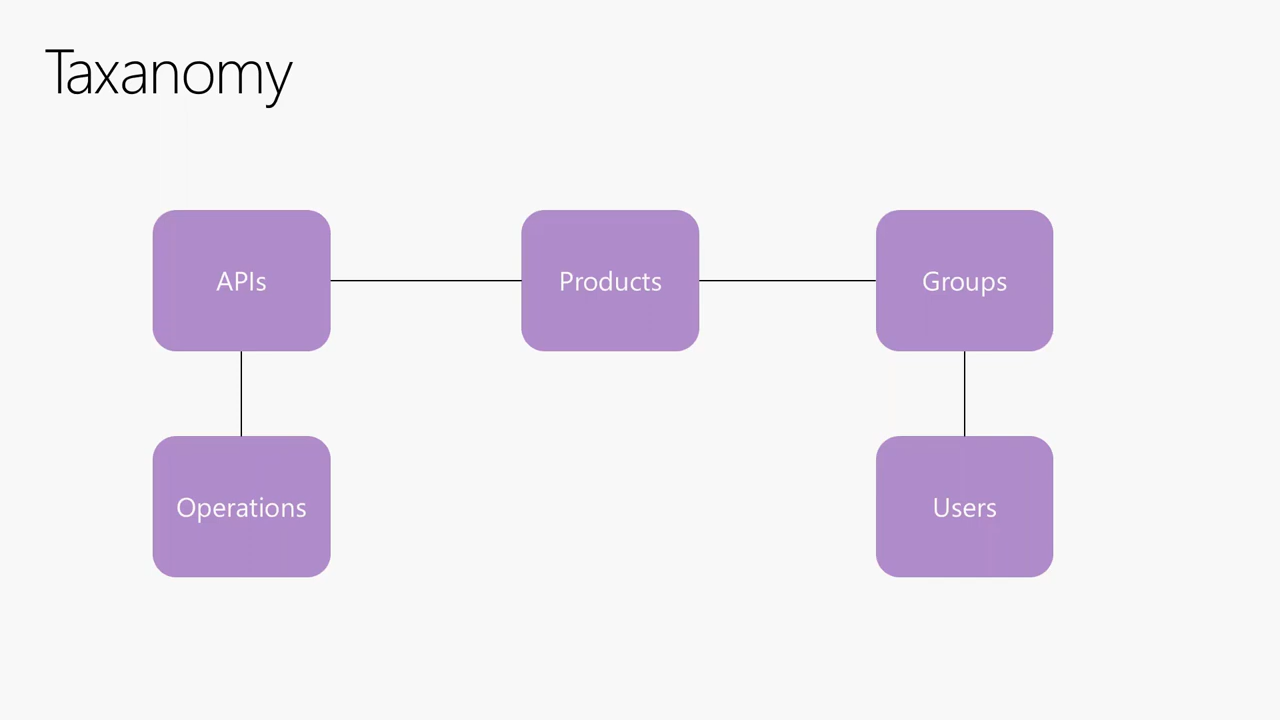 Taxanomy
APIs
Products
Groups
Operations
Users